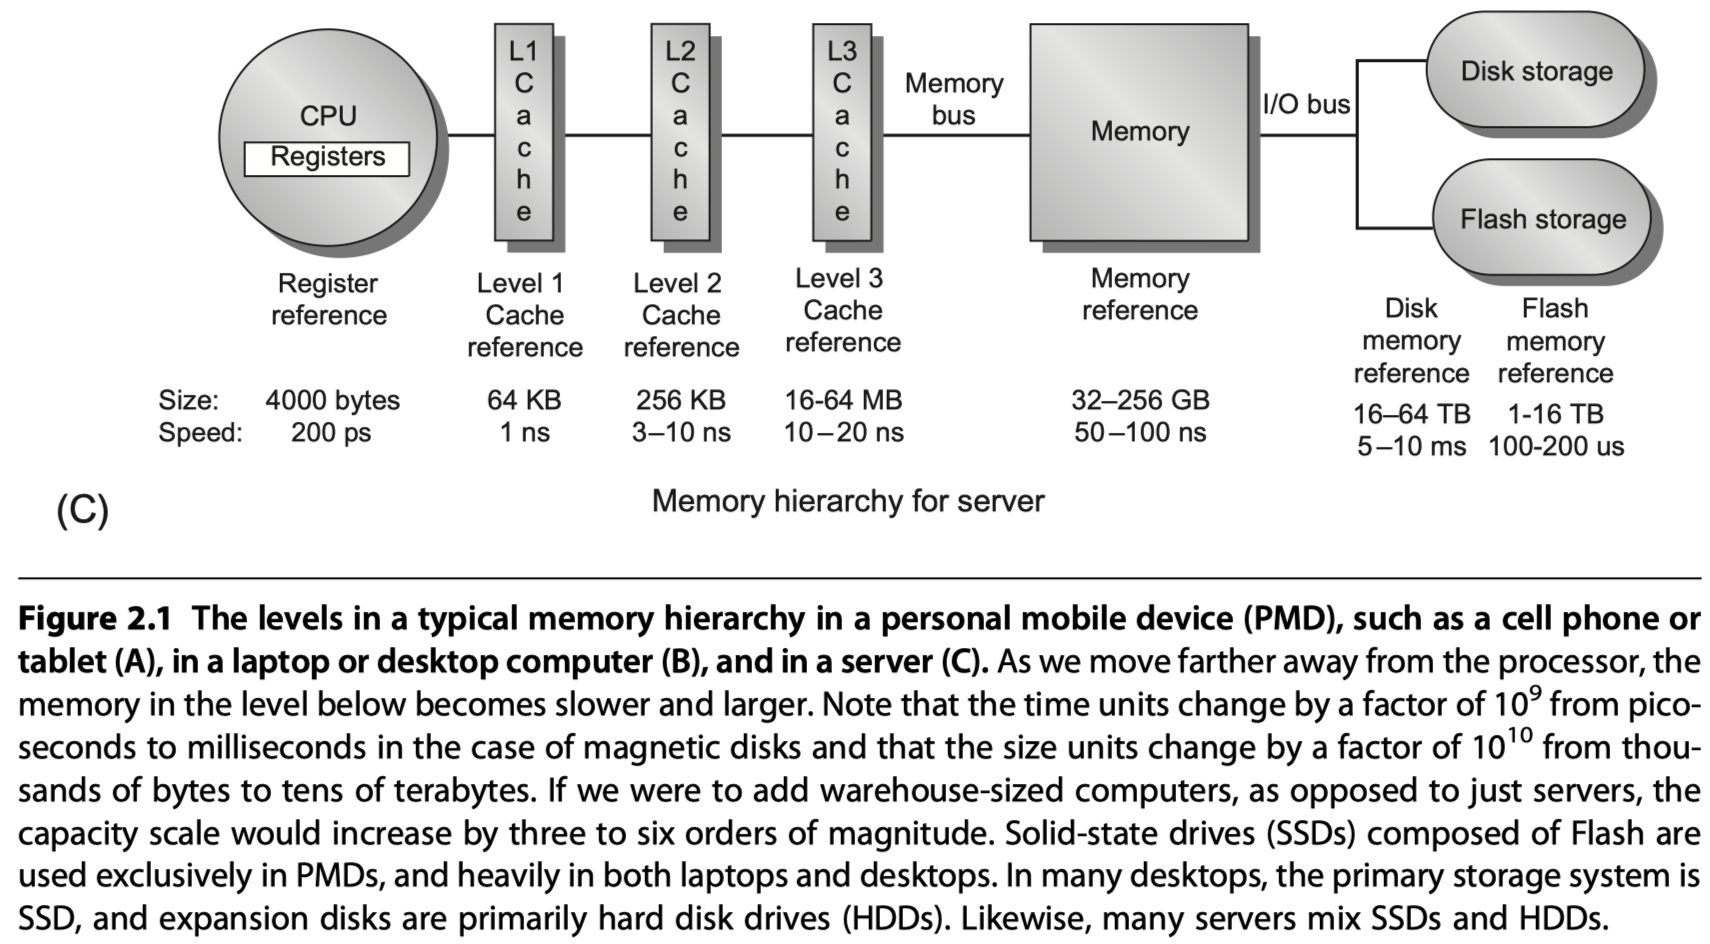 CPU
Registers
L1
C
a
c
h
e
L2
C
a
c
h
e
L3
C
a
c
h
e
Memory
bus
Memory
I/O bus
Disk storage
Flash storage
Register
reference
Level 1
Cache
reference
Level 2
Cache
reference
Level 3
Cache
reference
Memory
reference
Disk
memory
reference
Flash
memory
reference
Size: 4000 bytes 64 KB 256 KB 16-64 MB 32–256 GB 16–64 TB 1-16 TB
Speed: 200 ps 1 ns 3–10 ns 10–20 ns 50–100 ns 5–10 ms 100-200 us
(C) Memory hierarchy for server
Figure 2.1 The levels in a typical memory hierarchy in a personal mobile device (PMD), such as a cell phone or
tablet (A), in a laptop or desktop computer (B), and in a server (C). As we move farther away from the processor, the
memory in the level below becomes slower and larger. Note that the time units change by a factor of 10⁹ from pico-
seconds to milliseconds in the case of magnetic disks and that the size units change by a factor of 10¹⁰ from thou-
sands of bytes to tens of terabytes. If we were to add warehouse-sized computers, as opposed to just servers, the
capacity scale would increase by three to six orders of magnitude. Solid-state drives (SSDs) composed of Flash are
used exclusively in PMDs, and heavily in both laptops and desktops. In many desktops, the primary storage system is
SSD, and expansion disks are primarily hard disk drives (HDDs). Likewise, many servers mix SSDs and HDDs.